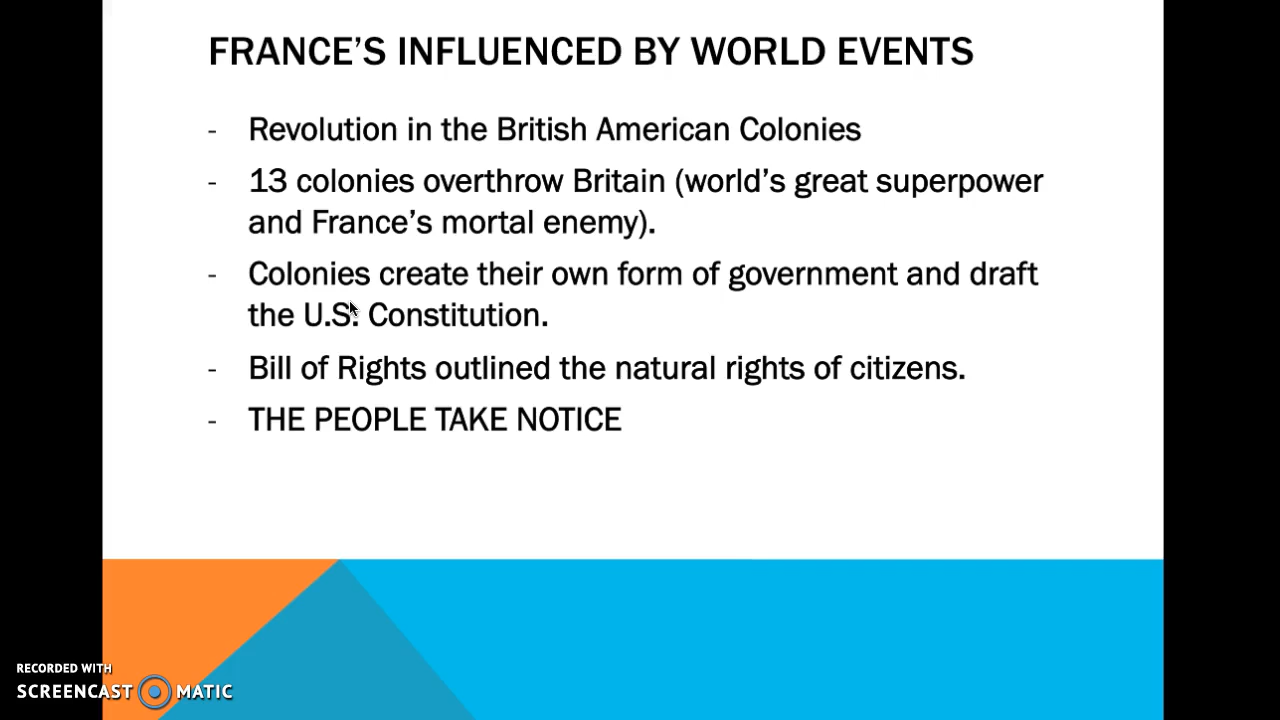 FRANCE'S INFLUENCED BY WORLD EVENTS
- Revolution in the British American Colonies
- 13 colonies overthrow Britain (world's great superpower
and France's mortal enemy).
- Colonies create their own form of government and draft
the U.S. Constitution.
- Bill of Rights outlined the natural rights of citizens.
- THE PEOPLE TAKE NOTICE
RECORDED WITH
SCREENCAST MATIC